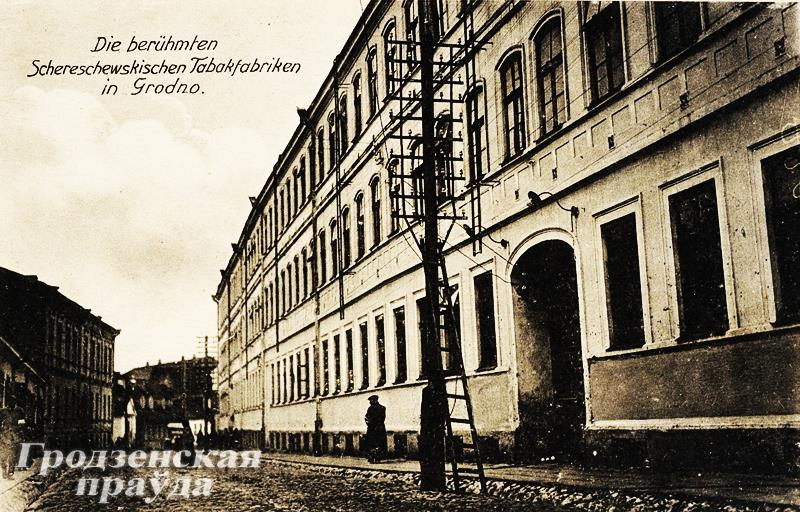 Die berühmten
Schereschewskischen Tabakfabriken
in Grodno.
Гродзенская
праўда